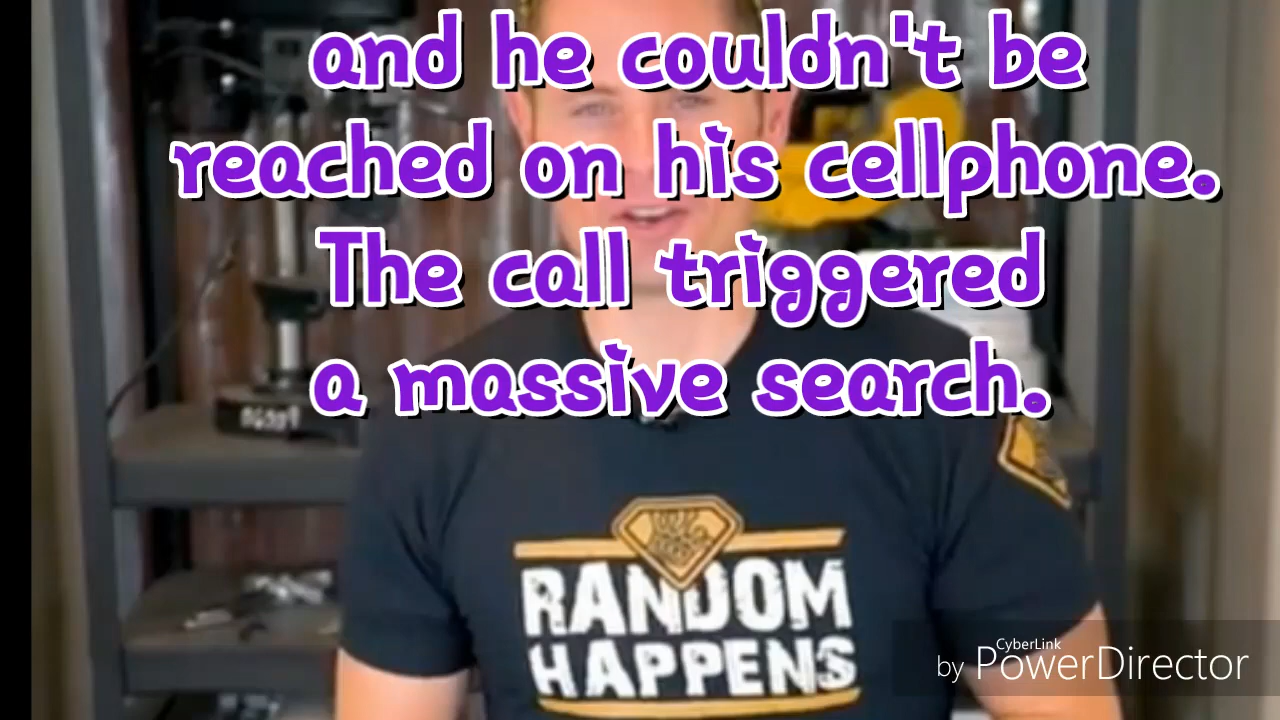 and he couldn't be
reached on his cellphone.
The call triggered
a massive search.
RANDOM
HAPPENS
CyberLink
by PowerDirector